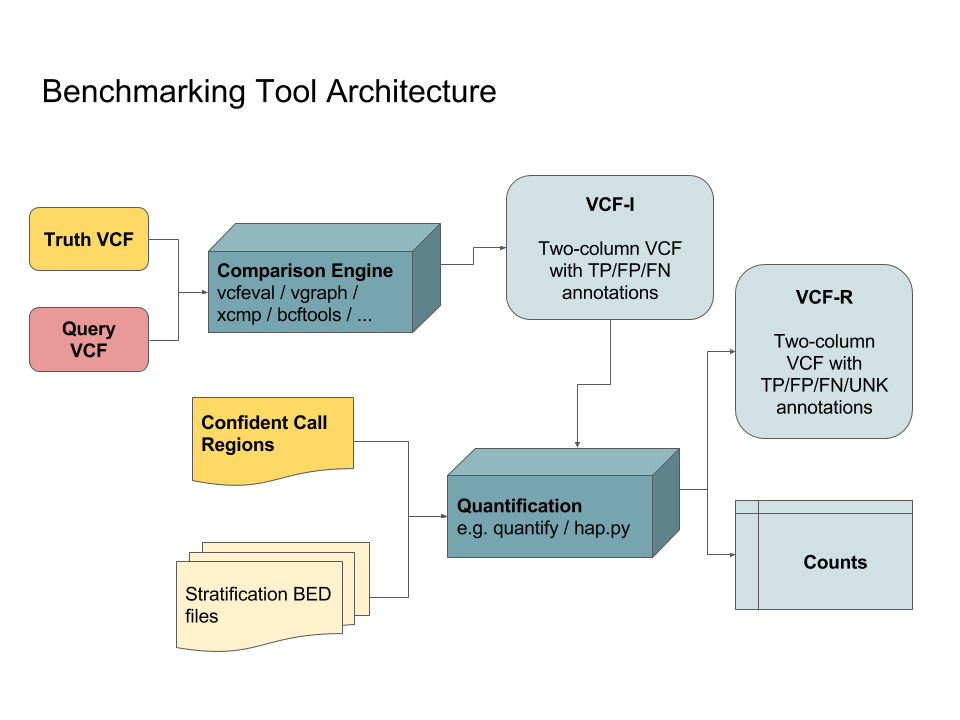 Benchmarking Tool Architecture
Truth VCF
Query
VCF
Comparison Engine
vcfeval / vgraph /
xcmp / bcftools / ...
VCF-I
Two-column VCF
with TP/FP/FN
annotations
VCF-R
Two-column
VCF with
TP/FP/FN/UNK
annotations
Confident Call
Regions
Quantification
e.g. quantify / hap.py
Counts
Stratification BED
files